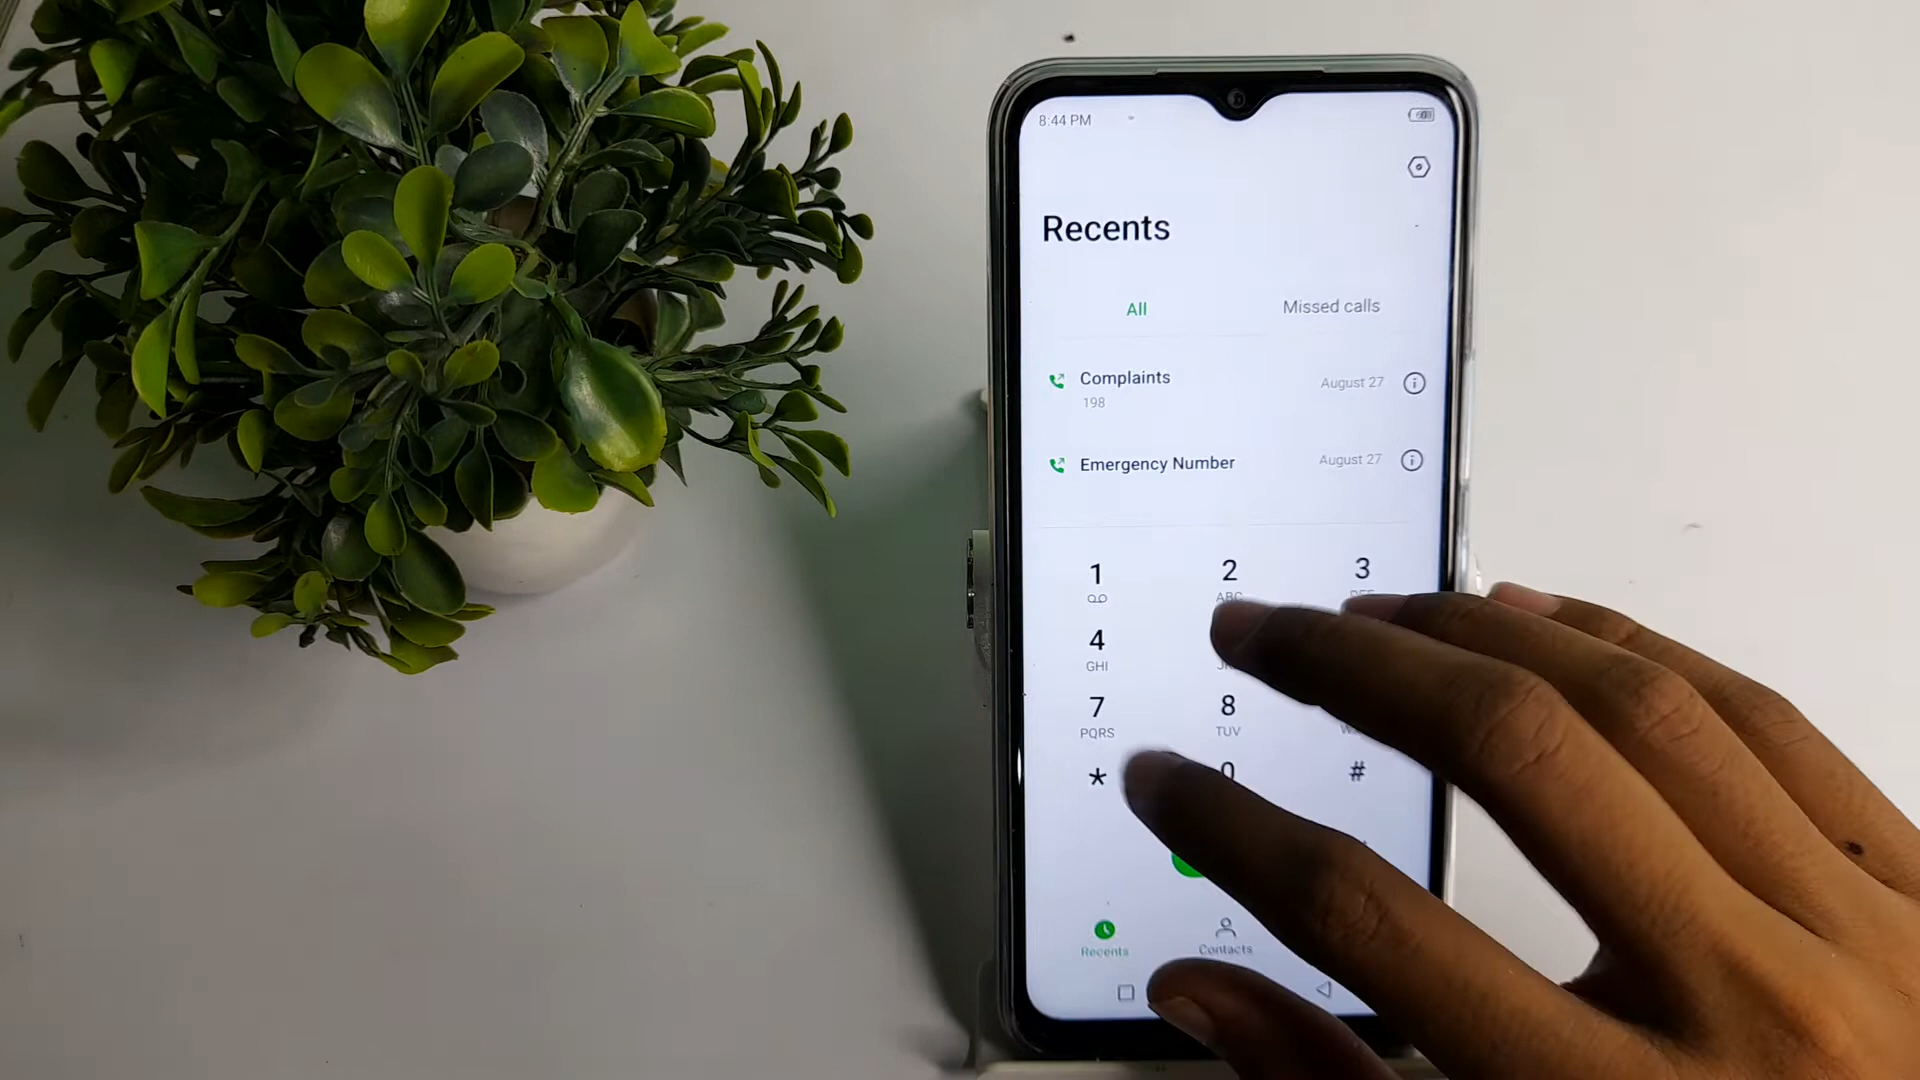 8:44 PM
Recents
All Missed calls
Complaints August 27
198
Emergency Number August 27
1 2 3
ABC
4
GHI
7 8
PQRS TUV
* 0 #
Recents Contacts